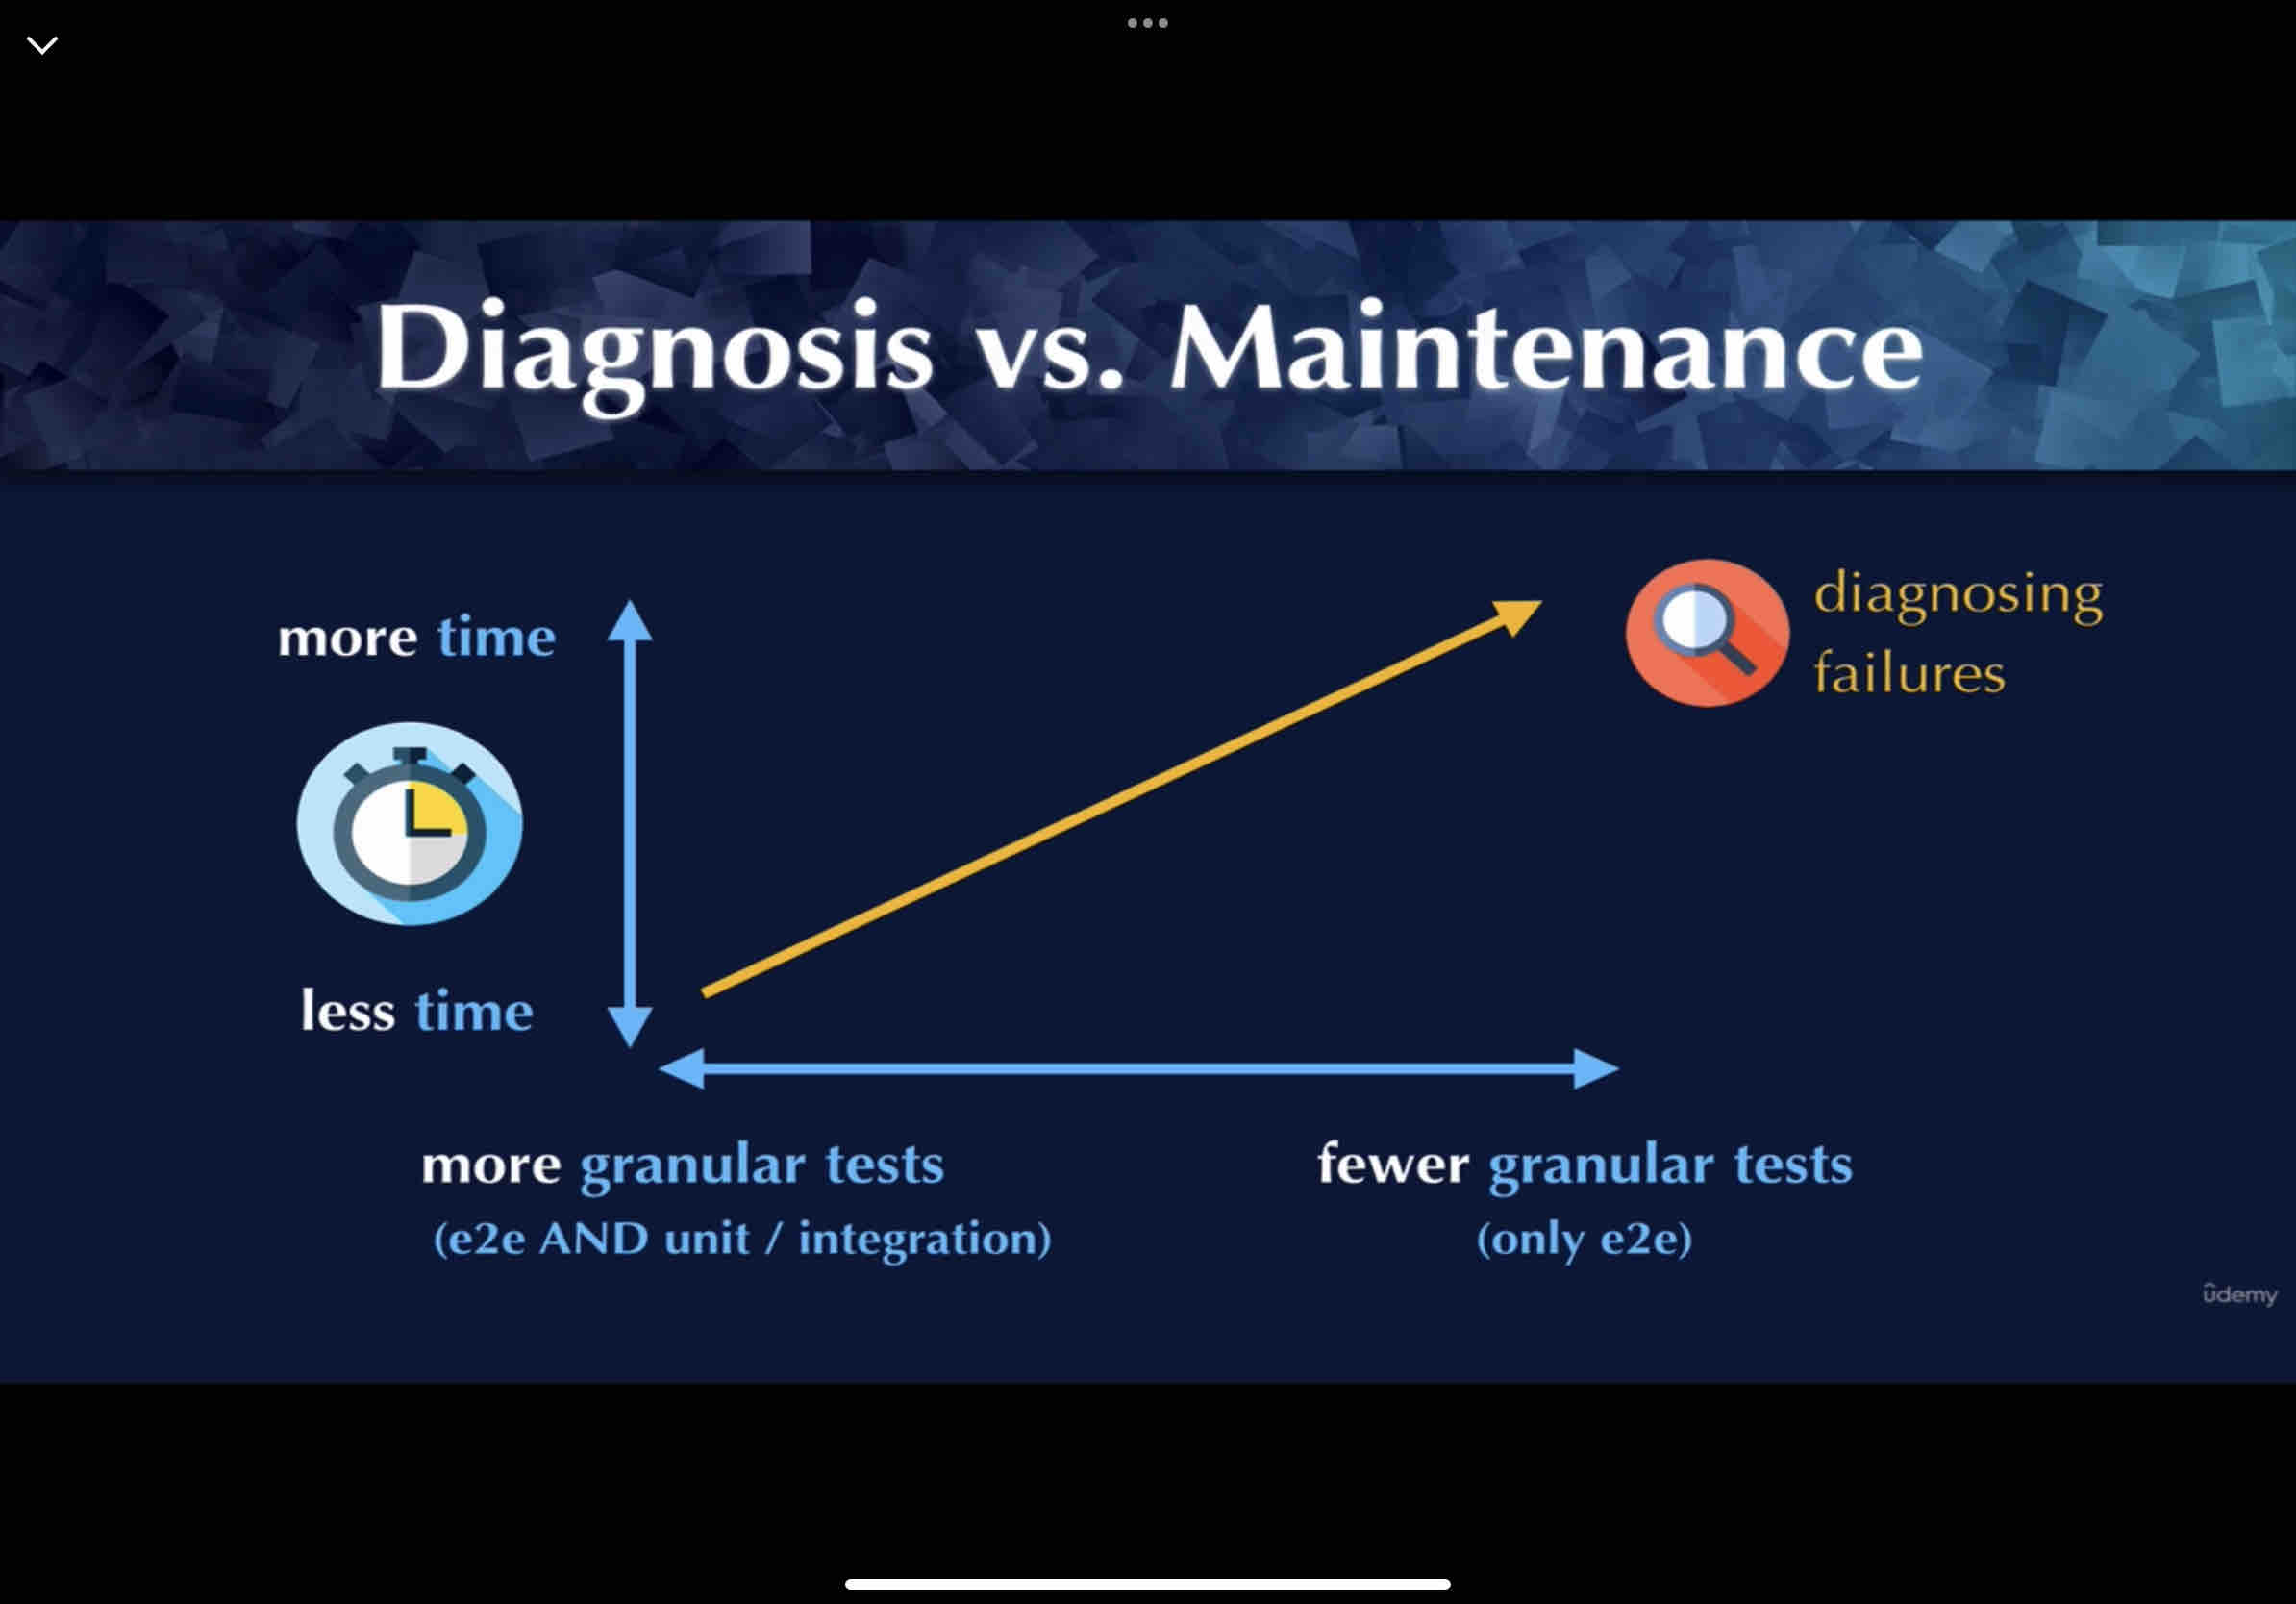 Diagnosis vs. Maintenance
more time
diagnosing
failures
less time
more granular tests
(e2e AND unit / integration)
fewer granular tests
(only e2e)
ûdemy